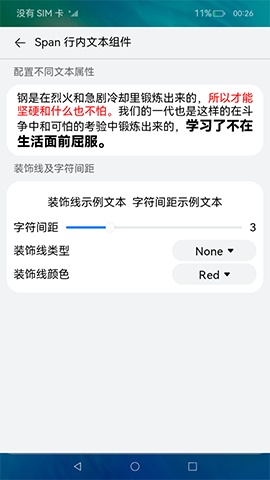 没有 SIM 卡 11% 00:26
Span 行内文本组件
配置不同文本属性
钢是在烈火和急剧冷却里锻炼出来的，所以才能
坚硬和什么也不怕。我们的一代也是这样的在斗
争中和可怕的考验中锻炼出来的，学习了不在
生活面前屈服。
装饰线及字符间距
装饰线示例文本 字符间距示例文本
字符间距 3
装饰线类型 None
装饰线颜色 Red